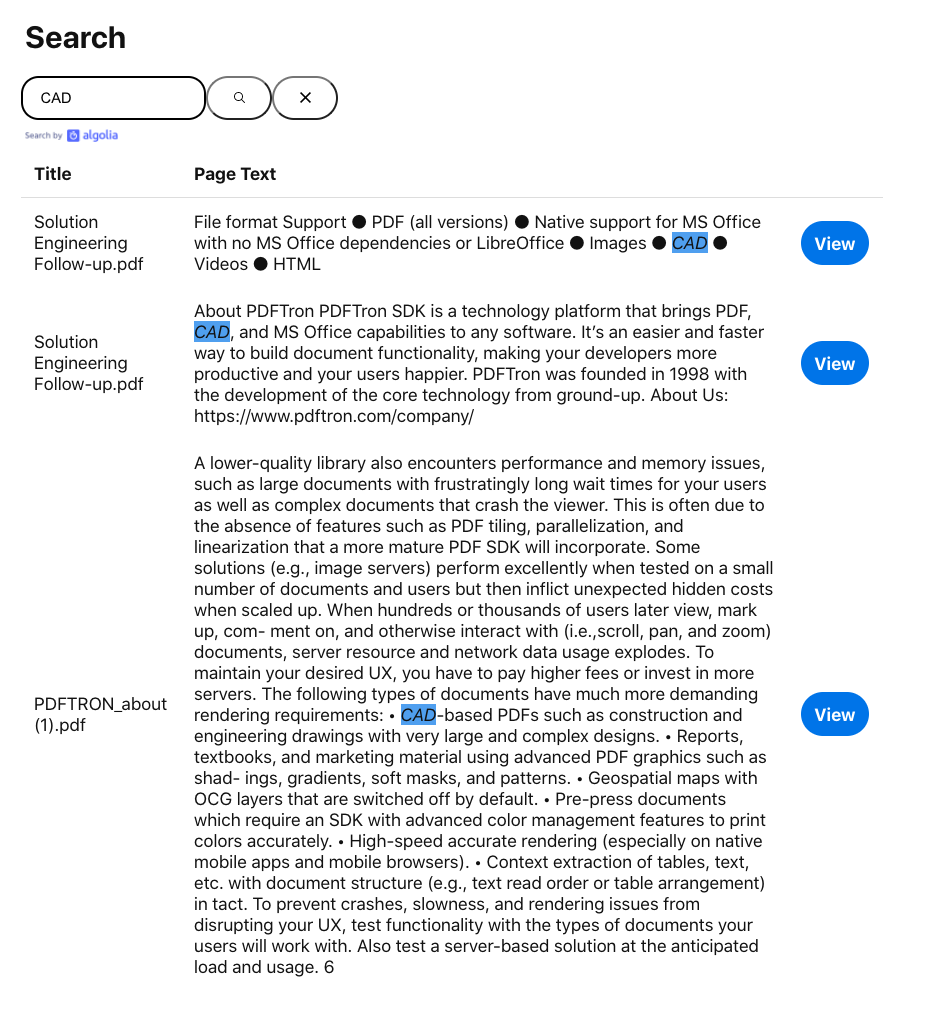 Search
CAD
Search by algolia
Title Page Text
Solution
Engineering
Follow-up.pdf
File format Support ● PDF (all versions) ● Native support for MS Office
with no MS Office dependencies or LibreOffice ● Images ● CAD ●
Videos ● HTML
View
Solution
Engineering
Follow-up.pdf
About PDFTron PDFTron SDK is a technology platform that brings PDF,
CAD, and MS Office capabilities to any software. It’s an easier and faster
way to build document functionality, making your developers more
productive and your users happier. PDFTron was founded in 1998 with
the development of the core technology from ground-up. About Us:
https://www.pdftron.com/company/
View
PDFTRON_about
(1).pdf
A lower-quality library also encounters performance and memory issues,
such as large documents with frustratingly long wait times for your users
as well as complex documents that crash the viewer. This is often due to
the absence of features such as PDF tiling, parallelization, and
linearization that a more mature PDF SDK will incorporate. Some
solutions (e.g., image servers) perform excellently when tested on a small
number of documents and users but then inflict unexpected hidden costs
when scaled up. When hundreds or thousands of users later view, mark
up, com- ment on, and otherwise interact with (i.e.,scroll, pan, and zoom)
documents, server resource and network data usage explodes. To
maintain your desired UX, you have to pay higher fees or invest in more
servers. The following types of documents have much more demanding
rendering requirements: • CAD-based PDFs such as construction and
engineering drawings with very large and complex designs. • Reports,
textbooks, and marketing material using advanced PDF graphics such as
shad- ings, gradients, soft masks, and patterns. • Geospatial maps with
OCG layers that are switched off by default. • Pre-press documents
which require an SDK with advanced color management features to print
colors accurately. • High-speed accurate rendering (especially on native
mobile apps and mobile browsers). • Context extraction of tables, text,
etc. with document structure (e.g., text read order or table arrangement)
in tact. To prevent crashes, slowness, and rendering issues from
disrupting your UX, test functionality with the types of documents your
users will work with. Also test a server-based solution at the anticipated
load and usage. 6
View